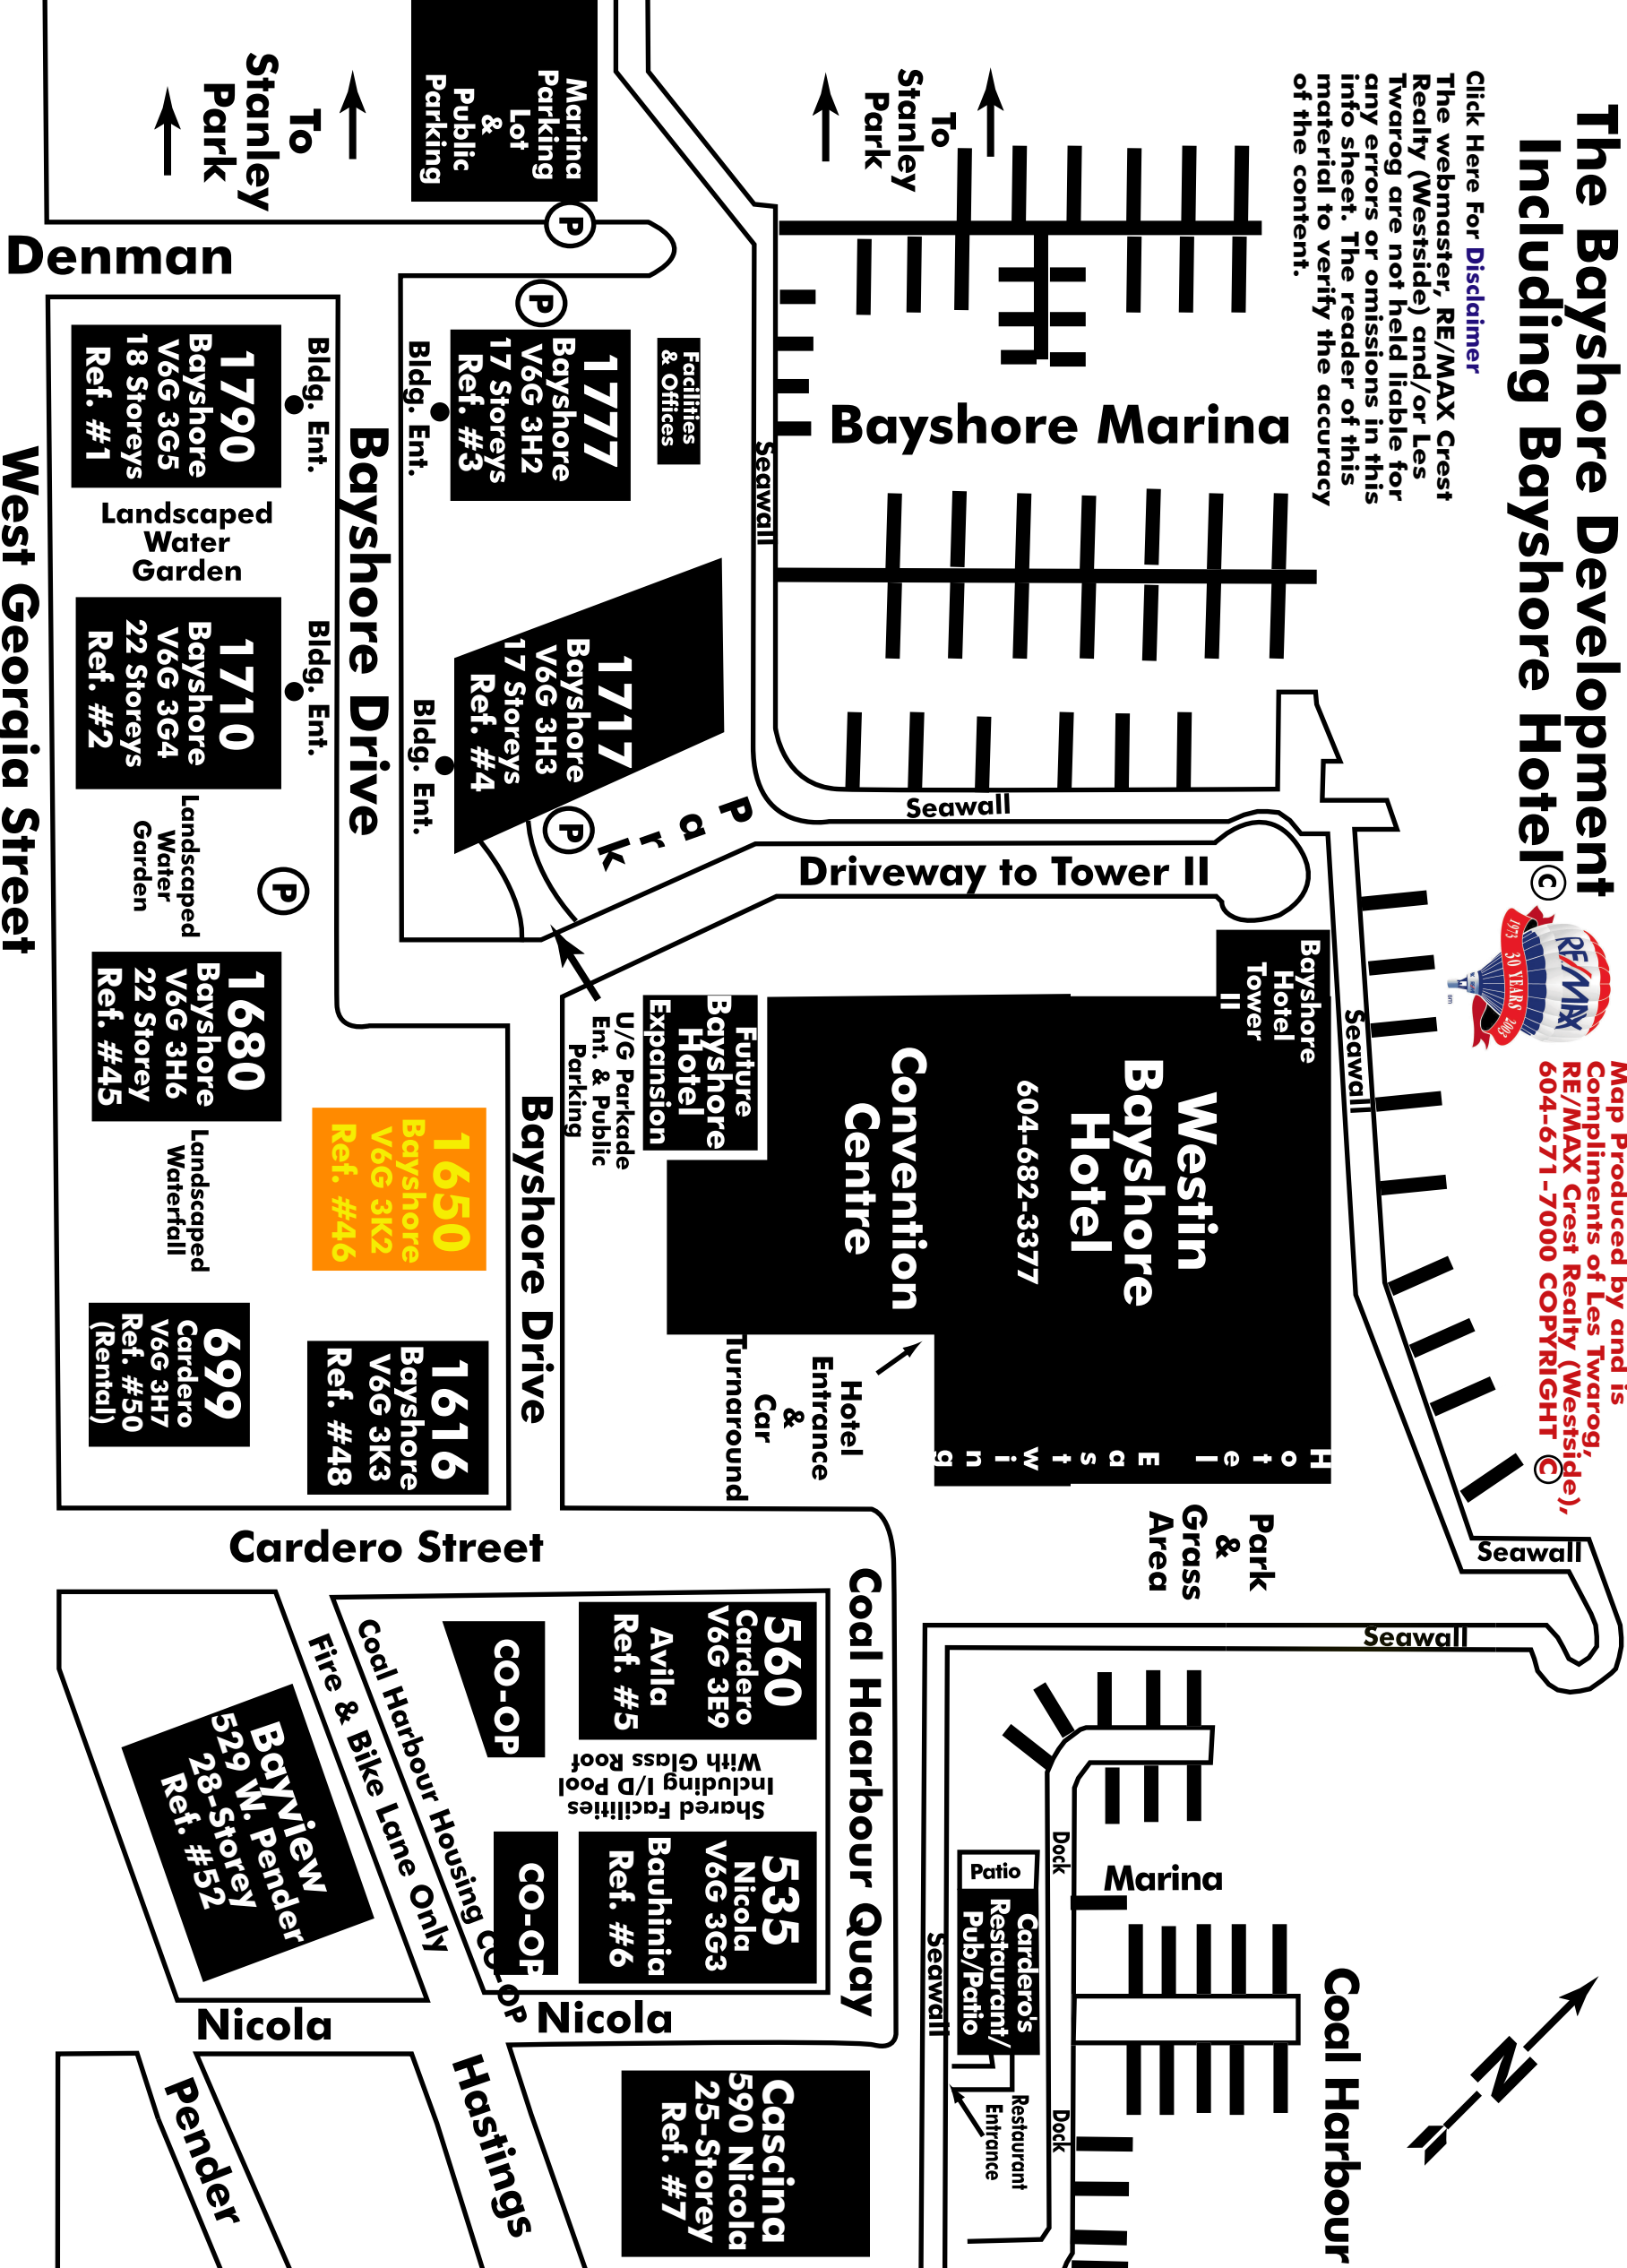 The Bayshore Development
Including Bayshore Hotel©
Click Here For Disclaimer
The webmaster, RE/MAX Crest
Realty (Westside) and/or Les
Twarog are not held liable for
any errors or omissions in this
info sheet. The reader of this
material to verify the accuracy
of the content.
RE/MAX
1973 30 YEARS 2003
Map Produced by and is
Compliments of Les Twarog,
RE/MAX Crest Realty (Westside),
604-671-7000 COPYRIGHT ©
To
Stanley
Park
To
Stanley
Park
Marina
Parking
Lot
&
Public
Parking
P
P
Denman
Bayshore Marina
Seawall
Facilities
& Offices
1777
Bayshore
V6G 3H2
17 Storeys
Ref. #3
Bldg. Ent.
Bldg. Ent.
1790
Bayshore
V6G 3G5
18 Storeys
Ref. #1
Landscaped
Water
Garden
Bayshore Drive
West Georgia Street
1717
Bayshore
V6G 3H3
17 Storeys
Ref. #4
Bldg. Ent.
Bldg. Ent.
1710
Bayshore
V6G 3G4
22 Storeys
Ref. #2
Landscaped
Water
Garden
P
P
Park
Seawall
Driveway to Tower II
Seawall
Bayshore
Hotel
Tower
II
Westin
Bayshore
Hotel
604-682-3377
Convention
Centre
Future
Bayshore
Hotel
Expansion
U/G Parkade
Ent. & Public
Parking
1680
Bayshore
V6G 3H6
22 Storey
Ref. #45
Landscaped
Waterfall
1650
Bayshore
V6G 3K2
Ref. #46
Bayshore Drive
699
Cardero
V6G 3H7
Ref. #50
(Rental)
1616
Bayshore
V6G 3K3
Ref. #48
Hotel
Entrance
&
Car
Turnaround
Hotel Eastwing
Park
&
Grass
Area
Seawall
Seawall
Cardero Street
Coal Harbour Quay
560
Cardero
V6G 3E9
Avila
Ref. #5
CO-OP
Shared Facilities
Including I/D Pool
With Glass Roof
535
Nicola
V6G 3G3
Bauhinia
Ref. #6
CO-OP
Coal Harbour Housing CO-OP
Fire & Bike Lane Only
Bayview
529 W. Pender
28-Storey
Ref. #52
Nicola
Nicola
Pender
Hastings
Cascina
590 Nicola
25-Storey
Ref. #7
Seawall
Patio
Cardero's
Restaurant/
Pub/Patio
Restaurant
Entrance
Dock
Dock
Marina
Coal Harbour
N